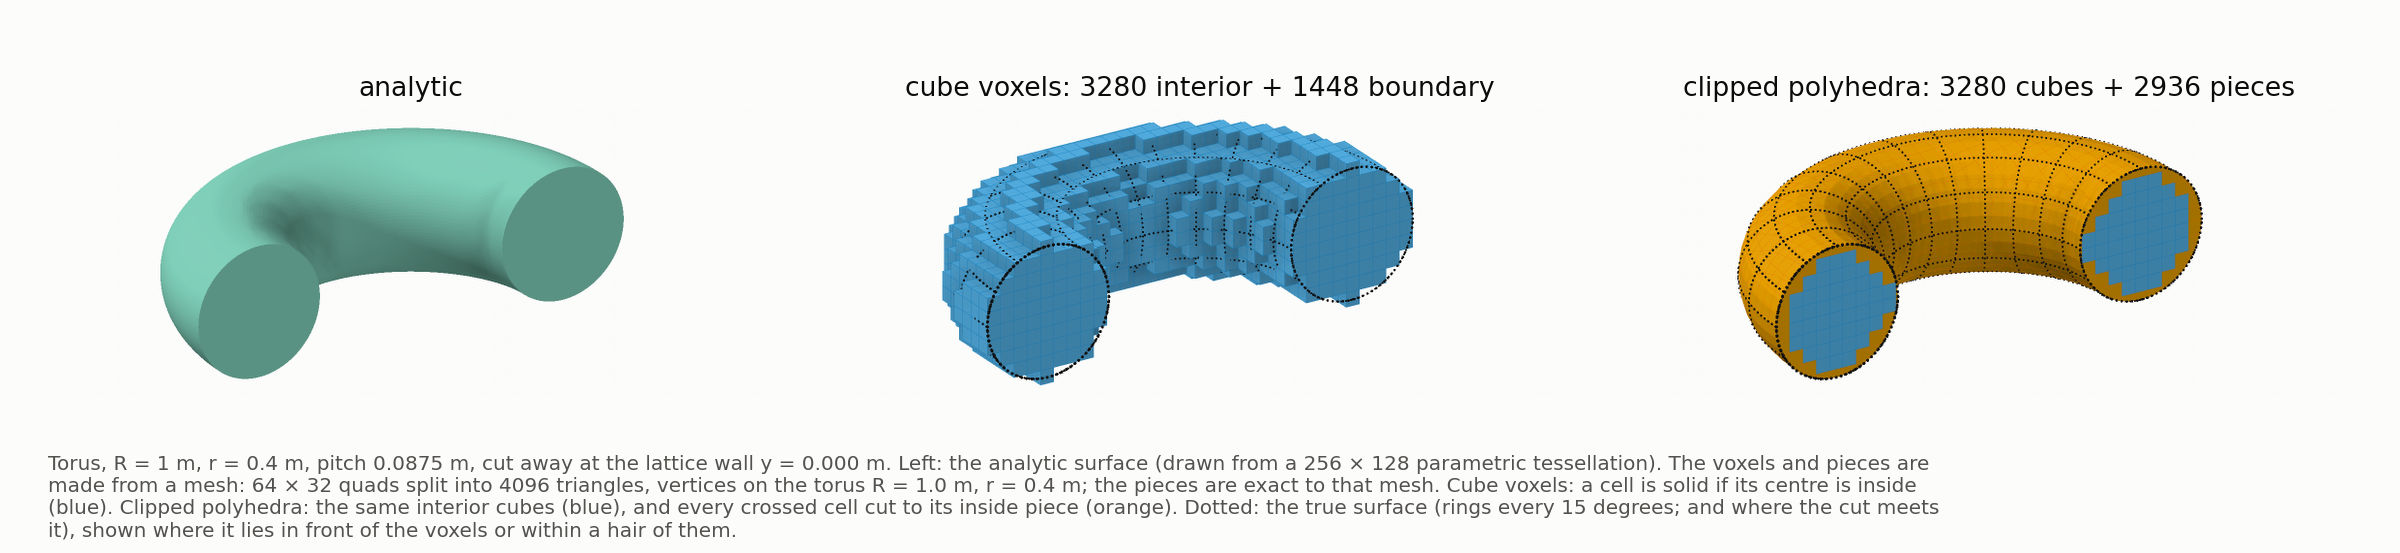 analytic
cube voxels: 3280 interior + 1448 boundary
clipped polyhedra: 3280 cubes + 2936 pieces
Torus, R = 1 m, r = 0.4 m, pitch 0.0875 m, cut away at the lattice wall y = 0.000 m. Left: the analytic surface (drawn from a 256 × 128 parametric tessellation). The voxels and pieces are
made from a mesh: 64 × 32 quads split into 4096 triangles, vertices on the torus R = 1.0 m, r = 0.4 m; the pieces are exact to that mesh. Cube voxels: a cell is solid if its centre is inside
(blue). Clipped polyhedra: the same interior cubes (blue), and every crossed cell cut to its inside piece (orange). Dotted: the true surface (rings every 15 degrees; and where the cut meets
it), shown where it lies in front of the voxels or within a hair of them.